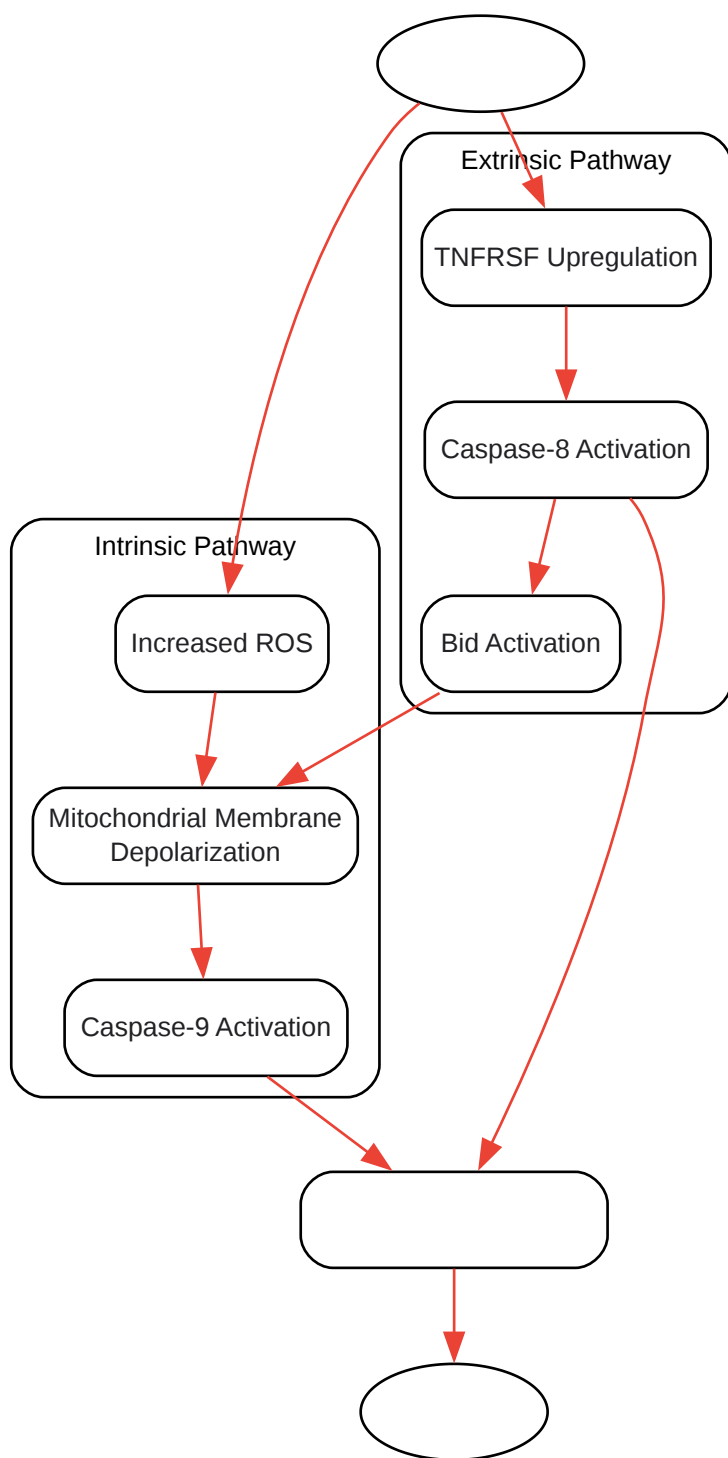 Extrinsic Pathway
TNFRSF Upregulation
Caspase-8 Activation
Intrinsic Pathway
Increased ROS
Bid Activation
Mitochondrial Membrane
Depolarization
Caspase-9 Activation